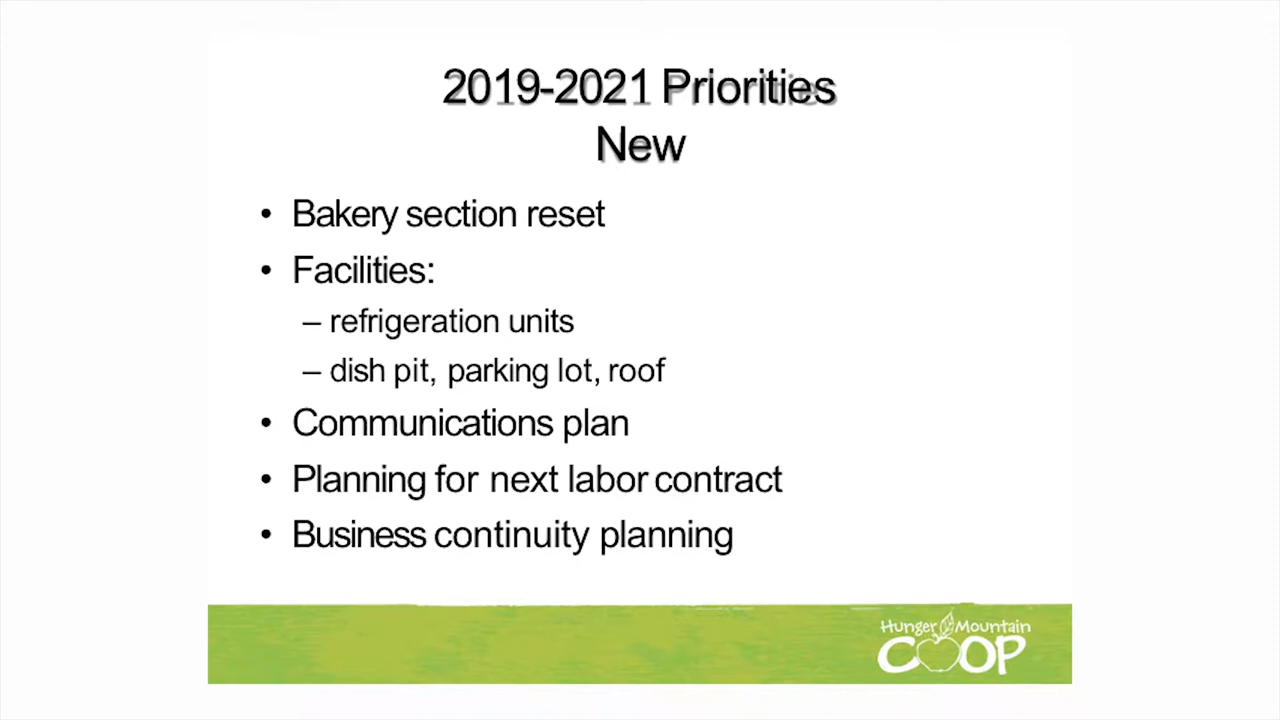 2019-2021 Priorities
New
• Bakery section reset
• Facilities:
– refrigeration units
– dish pit, parking lot, roof
• Communications plan
• Planning for next labor contract
• Business continuity planning
Hunger Mountain
COOP